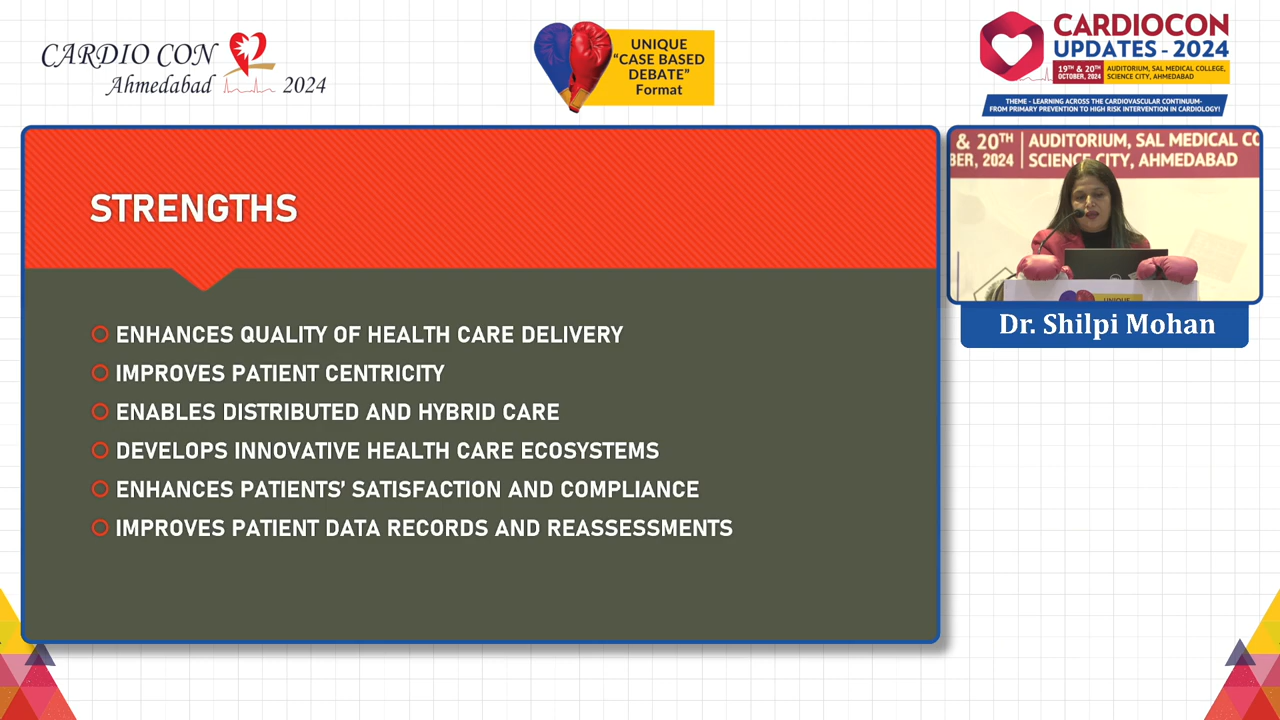 CARDIO CON
Ahmedabad 2024
UNIQUE
"CASE BASED
DEBATE"
Format
CARDIOCON
UPDATES - 2024
19TH & 20TH
OCTOBER, 2024
AUDITORIUM, SAL MEDICAL COLLEGE,
SCIENCE CITY, AHMEDABAD
THEME - LEARNING ACROSS THE CARDIOVASCULAR CONTINUUM-
FROM PRIMARY PREVENTION TO HIGH RISK INTERVENTION IN CARDIOLOGY!
STRENGTHS
ENHANCES QUALITY OF HEALTH CARE DELIVERY
IMPROVES PATIENT CENTRICITY
ENABLES DISTRIBUTED AND HYBRID CARE
DEVELOPS INNOVATIVE HEALTH CARE ECOSYSTEMS
ENHANCES PATIENTS' SATISFACTION AND COMPLIANCE
IMPROVES PATIENT DATA RECORDS AND REASSESSMENTS
& 20TH AUDITORIUM, SAL MEDICAL CO
BER, 2024 SCIENCE CITY, AHMEDABAD
UNIQUE
Dr. Shilpi Mohan